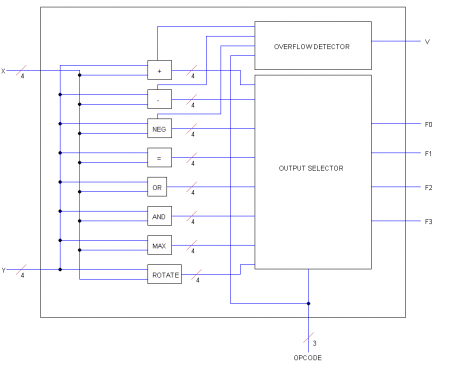 OVERFLOW DETECTOR
V
X
4
+
4
-
4
NEG
4
F0
=
4
F1
OUTPUT SELECTOR
OR
4
F2
AND
4
F3
MAX
4
Y
4
ROTATE
4
3
OPCODE